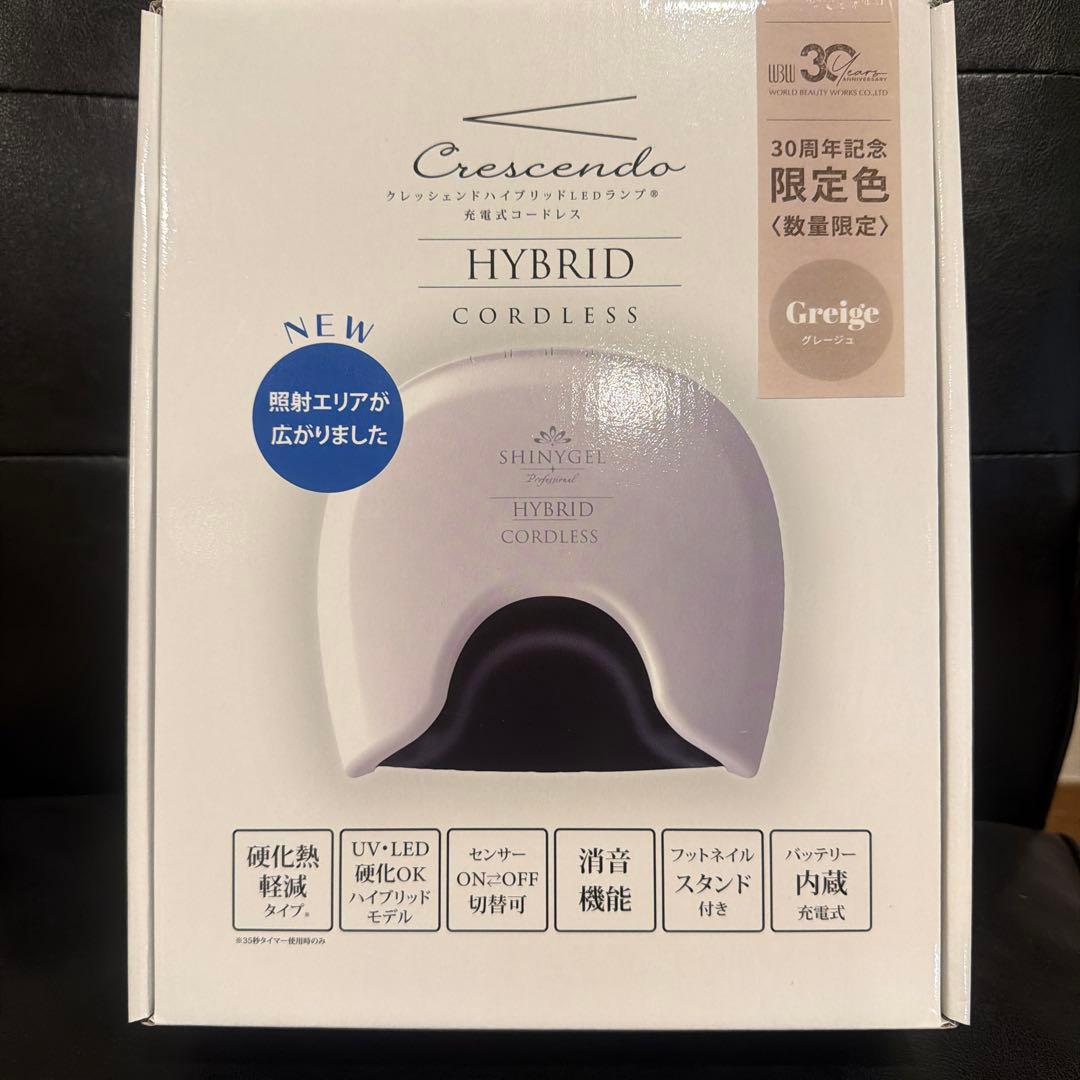 WBW 30 Years
ANNIVERSARY
WORLD BEAUTY WORKS CO.,LTD
30周年記念
限定色
〈数量限定〉
Greige
グレージュ
Crescendo
クレッシェンドハイブリッドLEDランプ®
充電式コードレス
HYBRID
CORDLESS
NEW
照射エリアが
広がりました
SHINYGEL
Professional
HYBRID
CORDLESS
硬化熱
軽減
タイプ※
※35秒タイマー使用時のみ
UV・LED
硬化OK
ハイブリッド
モデル
センサー
ON⇄OFF
切替可
消音
機能
フットネイル
スタンド
付き
バッテリー
内蔵
充電式